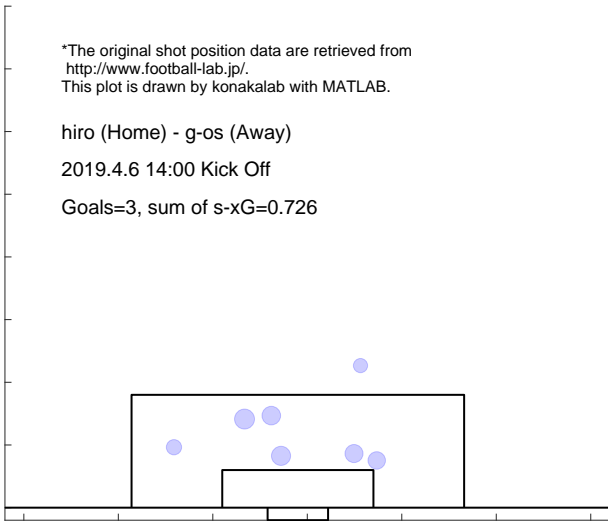 *The original shot position data are retrieved from
http://www.football-lab.jp/.
This plot is drawn by konakalab with MATLAB.
hiro (Home) - g-os (Away)
2019.4.6 14:00 Kick Off
Goals=3, sum of s-xG=0.726